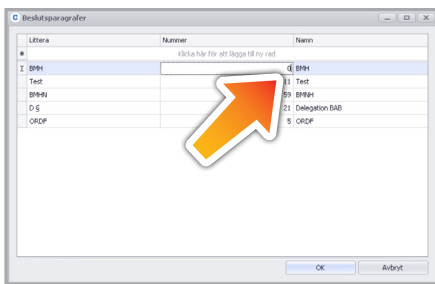 Beslutsparagrafer
Littera Nummer Namn
Klicka här för att lägga till ny rad
BMH 0 BMH
Test 11 Test
BMHN 59 BMNH
D § 21 Delegation BAB
ORDF 5 ORDF
OK Avbryt